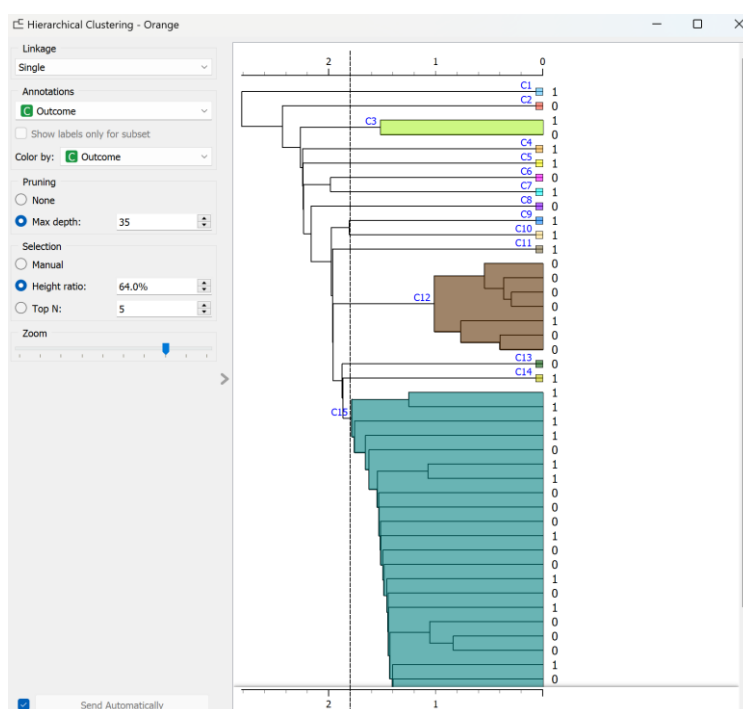 Hierarchical Clustering - Orange
Linkage
Single
Annotations
C Outcome
Show labels only for subset
Color by: C Outcome
Pruning
None
Max depth: 35
Selection
Manual
Height ratio: 64.0%
Top N: 5
Zoom
Send Automatically
2 1 0
C1 1
C2 0
C3 1
0
C4 1
C5 1
C6 0
C7 1
C8 0
C9 1
C10 1
C11 1
0
0
C12 0
0
1
0
0
C13 0
C14 1
1
C15 1
1
1
0
1
1
0
0
1
0
0
1
0
1
0
0
0
1
0
2 1